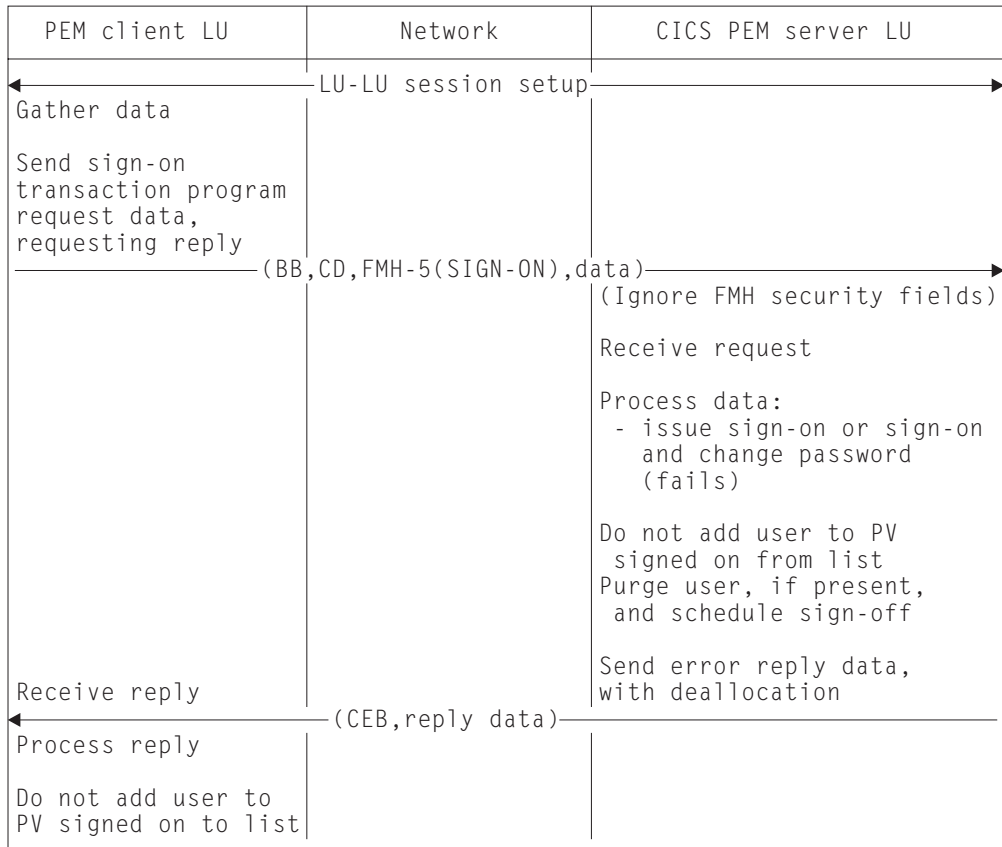 PEM client LU Network CICS PEM server LU
LU-LU session setup
Gather data
Send sign-on
transaction program
request data,
requesting reply
(BB,CD,FMH-5(SIGN-ON),data)
(Ignore FMH security fields)
Receive request
Process data:
- issue sign-on or sign-on
and change password
(fails)
Do not add user to PV
signed on from list
Purge user, if present,
and schedule sign-off
Send error reply data,
with deallocation
Receive reply
(CEB,reply data)
Process reply
Do not add user to
PV signed on to list